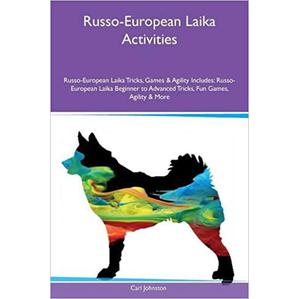 Russo-European Laika
Activities
Russo-European Laika Tricks, Games & Agility Includes: Russo-
European Laika Beginner to Advanced Tricks, Fun Games,
Agility & More
Carl Johnston